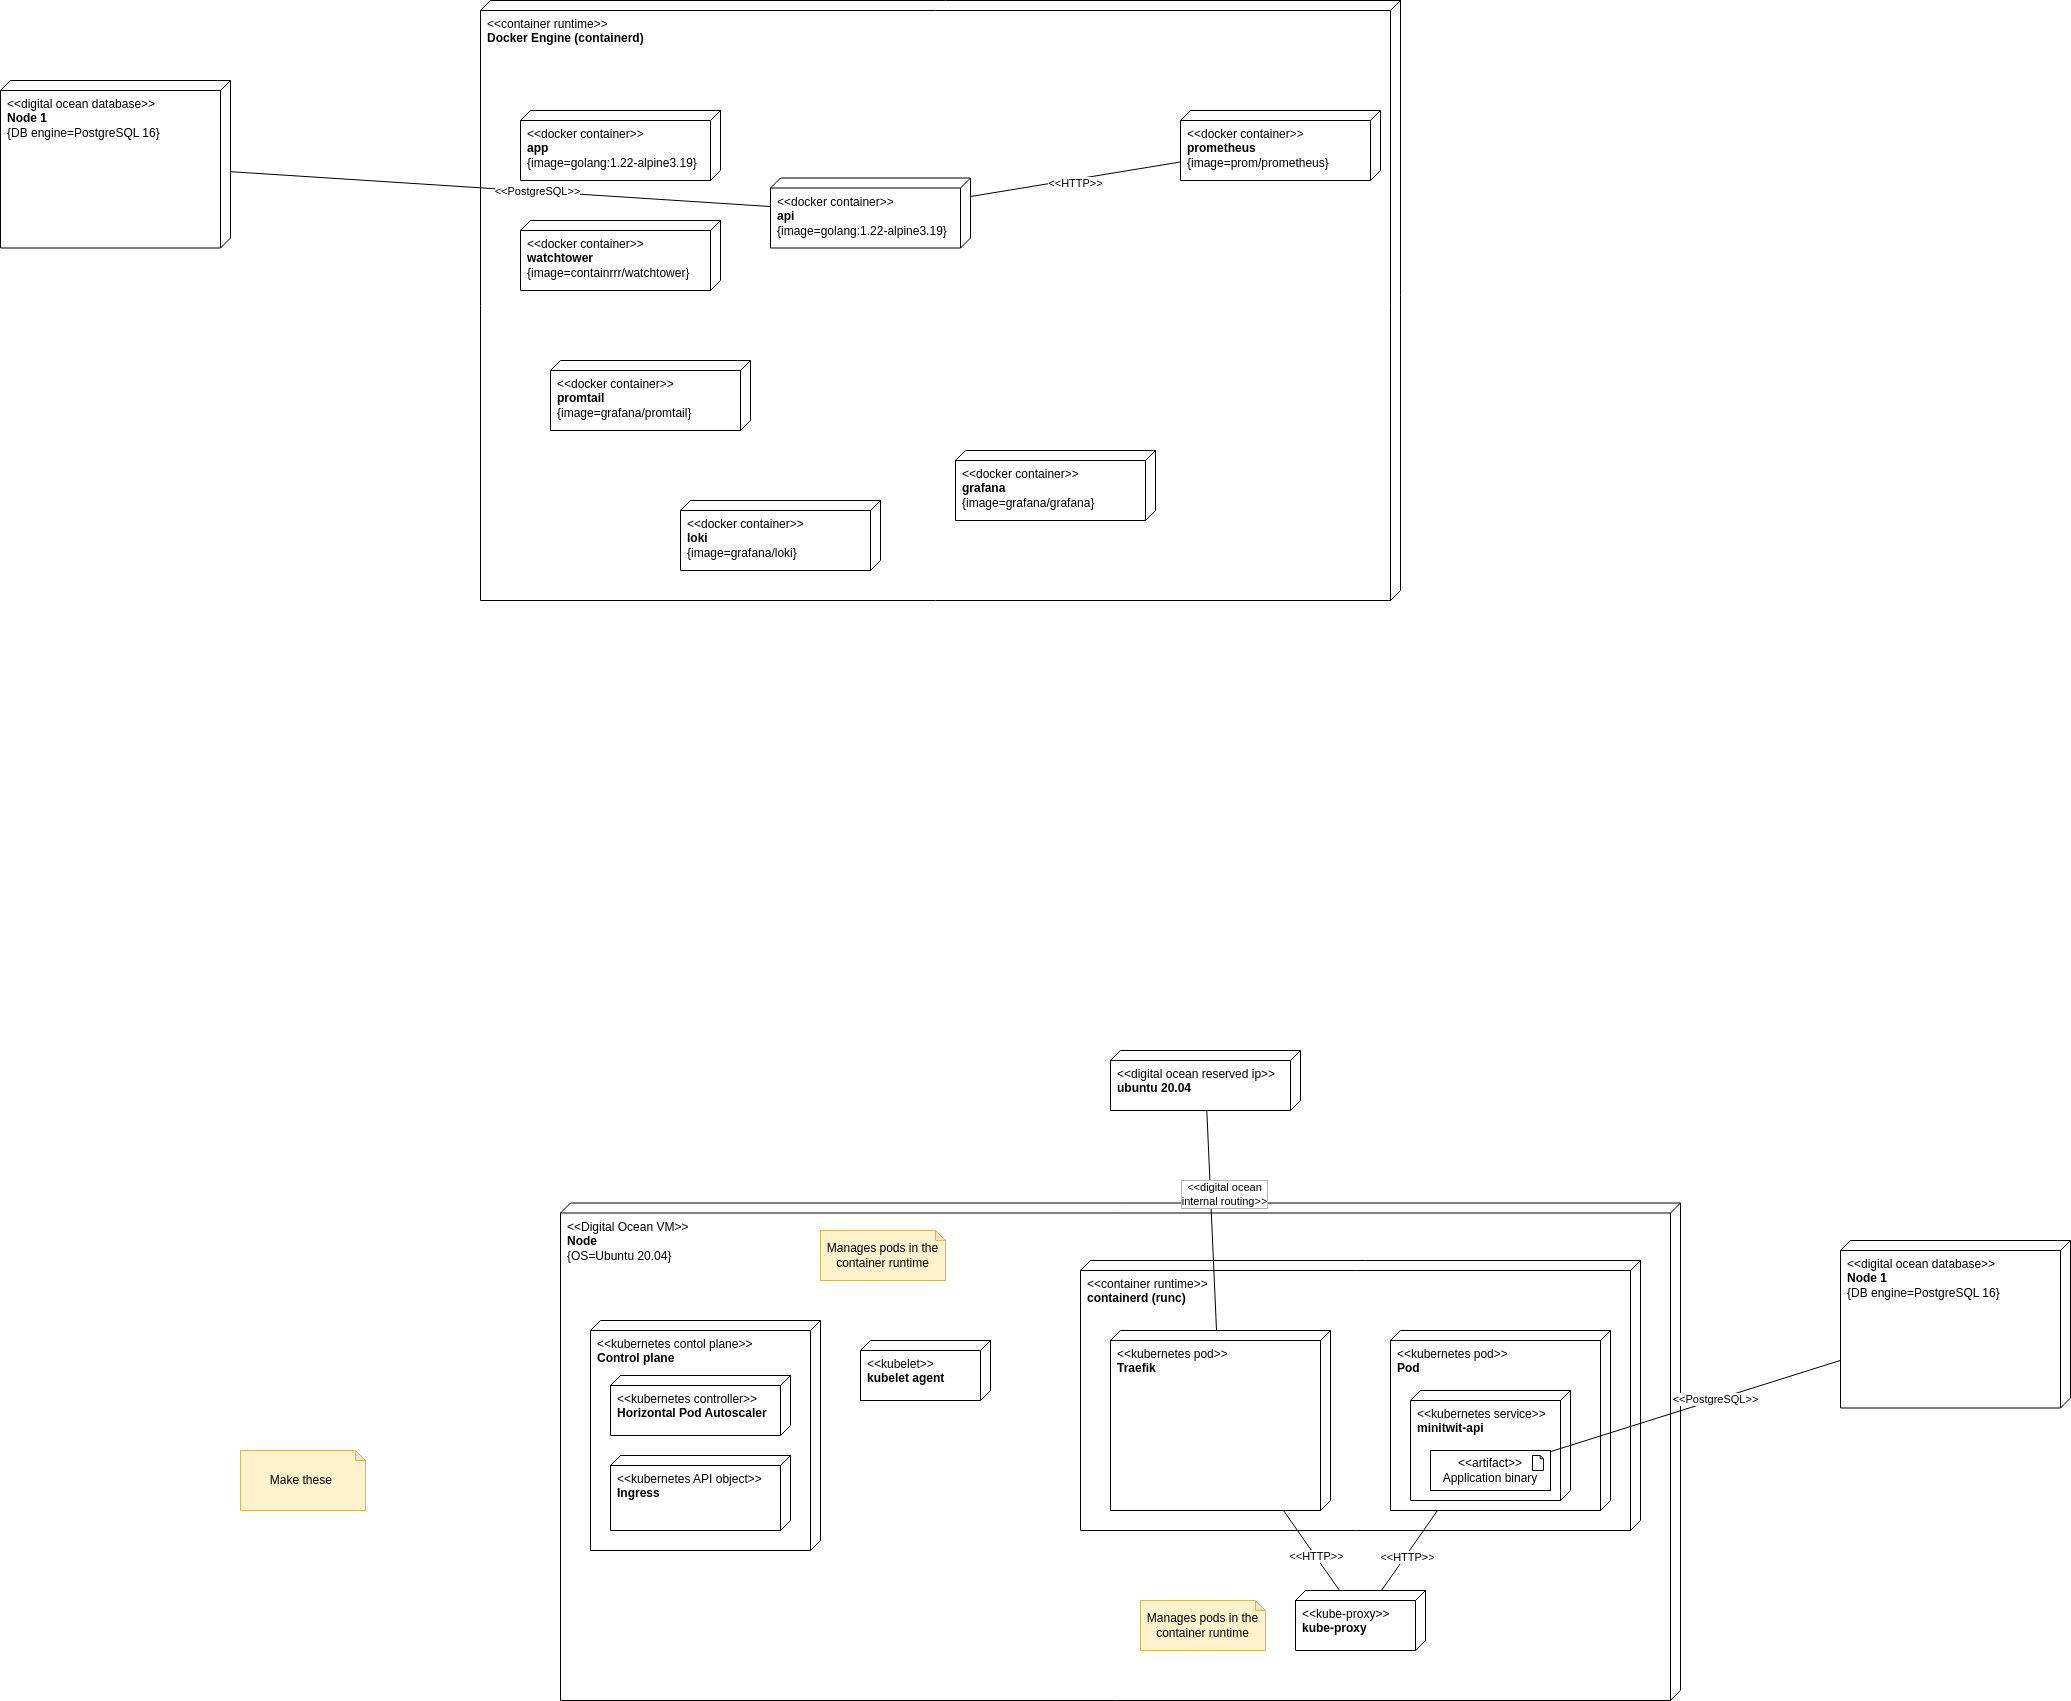 <<container runtime>>
Docker Engine (containerd)
<<digital ocean database>>
Node 1
{DB engine=PostgreSQL 16}
<<docker container>>
app
{image=golang:1.22-alpine3.19}
<<docker container>>
prometheus
{image=prom/prometheus}
<<PostgreSQL>>
<<HTTP>>
<<docker container>>
api
{image=golang:1.22-alpine3.19}
<<docker container>>
watchtower
{image=containrrr/watchtower}
<<docker container>>
promtail
{image=grafana/promtail}
<<docker container>>
grafana
{image=grafana/grafana}
<<docker container>>
loki
{image=grafana/loki}
<<digital ocean reserved ip>>
ubuntu 20.04
<<digital ocean
internal routing>>
<<Digital Ocean VM>>
Node
{OS=Ubuntu 20.04}
Manages pods in the
container runtime
<<container runtime>>
containerd (runc)
<<digital ocean database>>
Node 1
{DB engine=PostgreSQL 16}
<<kubernetes contol plane>>
Control plane
<<kubelet>>
kubelet agent
<<kubernetes pod>>
Traefik
<<kubernetes pod>>
Pod
<<kubernetes controller>>
Horizontal Pod Autoscaler
<<kubernetes service>>
minitwit-api
<<PostgreSQL>>
<<artifact>>
Application binary
<<kubernetes API object>>
Ingress
Make these
<<HTTP>>
<<HTTP>>
Manages pods in the
container runtime
<<kube-proxy>>
kube-proxy